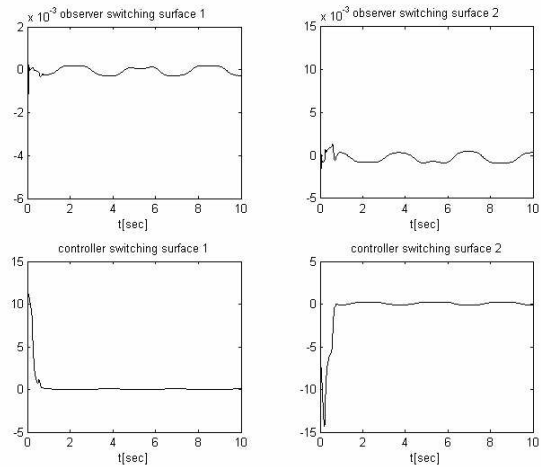 x 10⁻³ observer switching surface 1
2
0
-2
-4
-6
0 2 4 6 8 10
t[sec]
x 10⁻³ observer switching surface 2
15
10
5
0
-5
0 2 4 6 8 10
t[sec]
controller switching surface 1
15
10
5
0
-5
0 2 4 6 8 10
t[sec]
controller switching surface 2
5
0
-5
-10
-15
0 2 4 6 8 10
t[sec]